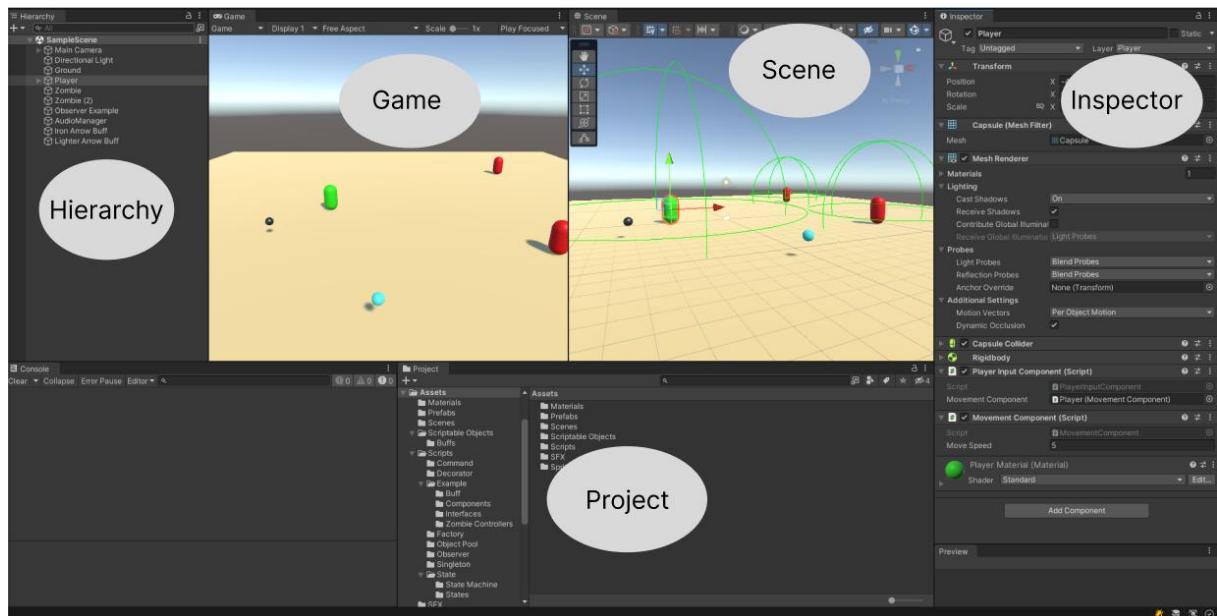 Hierarchy
All
SampleScene
Main Camera
Directional Light
Ground
Player
Zombie
Zombie (2)
Observer Example
AudioManager
Iron Arrow Buff
Lighter Arrow Buff
Hierarchy
Game
Game
Display 1
Free Aspect
Scale
1x
Play Focused
Game
Scene
Scene
Inspector
Player
Static
Tag Untagged
Layer Player
Transform
Position
X
Rotation
X
Scale
X
Inspector
Capsule (Mesh Filter)
Mesh
Capsule
Mesh Renderer
Materials
1
Lighting
Cast Shadows
On
Receive Shadows
Contribute Global Illuminat
Receive Global Illuminatio
Light Probes
Probes
Light Probes
Blend Probes
Reflection Probes
Blend Probes
Anchor Override
None (Transform)
Additional Settings
Motion Vectors
Per Object Motion
Dynamic Occlusion
Capsule Collider
Rigidbody
Player Input Component (Script)
Script
PlayerInputComponent
Movement Component
Player (Movement Component)
Movement Component (Script)
Script
MovementComponent
Move Speed
5
Player Material (Material)
Shader
Standard
Edit...
Add Component
Preview
Console
Clear
Collapse
Error Pause
Editor
0
0
0
Project
4
Assets
Materials
Prefabs
Scenes
Scriptable Objects
Buffs
Scripts
Command
Decorator
Example
Buff
Components
Interfaces
Zombie Controllers
Factory
Object Pool
Observer
Singleton
State
State Machine
States
SFX
Assets
Materials
Prefabs
Scenes
Scriptable Objects
Scripts
SFX
Project